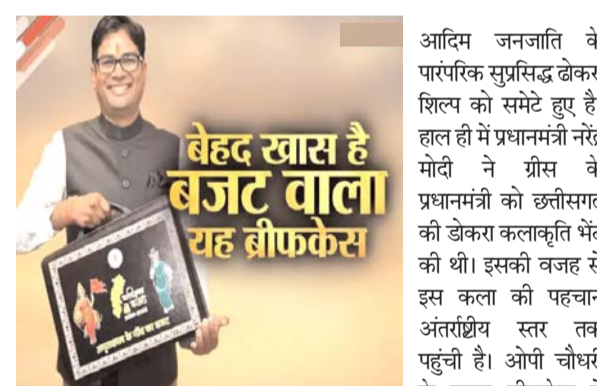 बेहद खास है
बजट वाला
यह ब्रीफकेस
आदिम जनजाति के
पारंपरिक सुप्रसिद्ध ढोकरा
शिल्प को समेटे हुए है
हाल ही में प्रधानमंत्री नरेंद्र
मोदी ने ग्रीस के
प्रधानमंत्री को छत्तीसगढ़
की डोकरा कलाकृति भेंट
की थी। इसकी वजह से
इस कला की पहचान
अंतर्राष्ट्रीय स्तर तक
पहुंची है। ओपी चौधरी